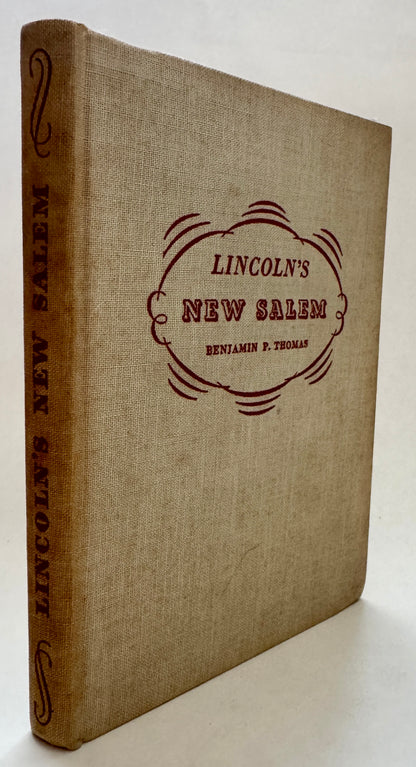 LINCOLN'S NEW SALEM
LINCOLN'S
NEW SALEM
BENJAMIN P. THOMAS